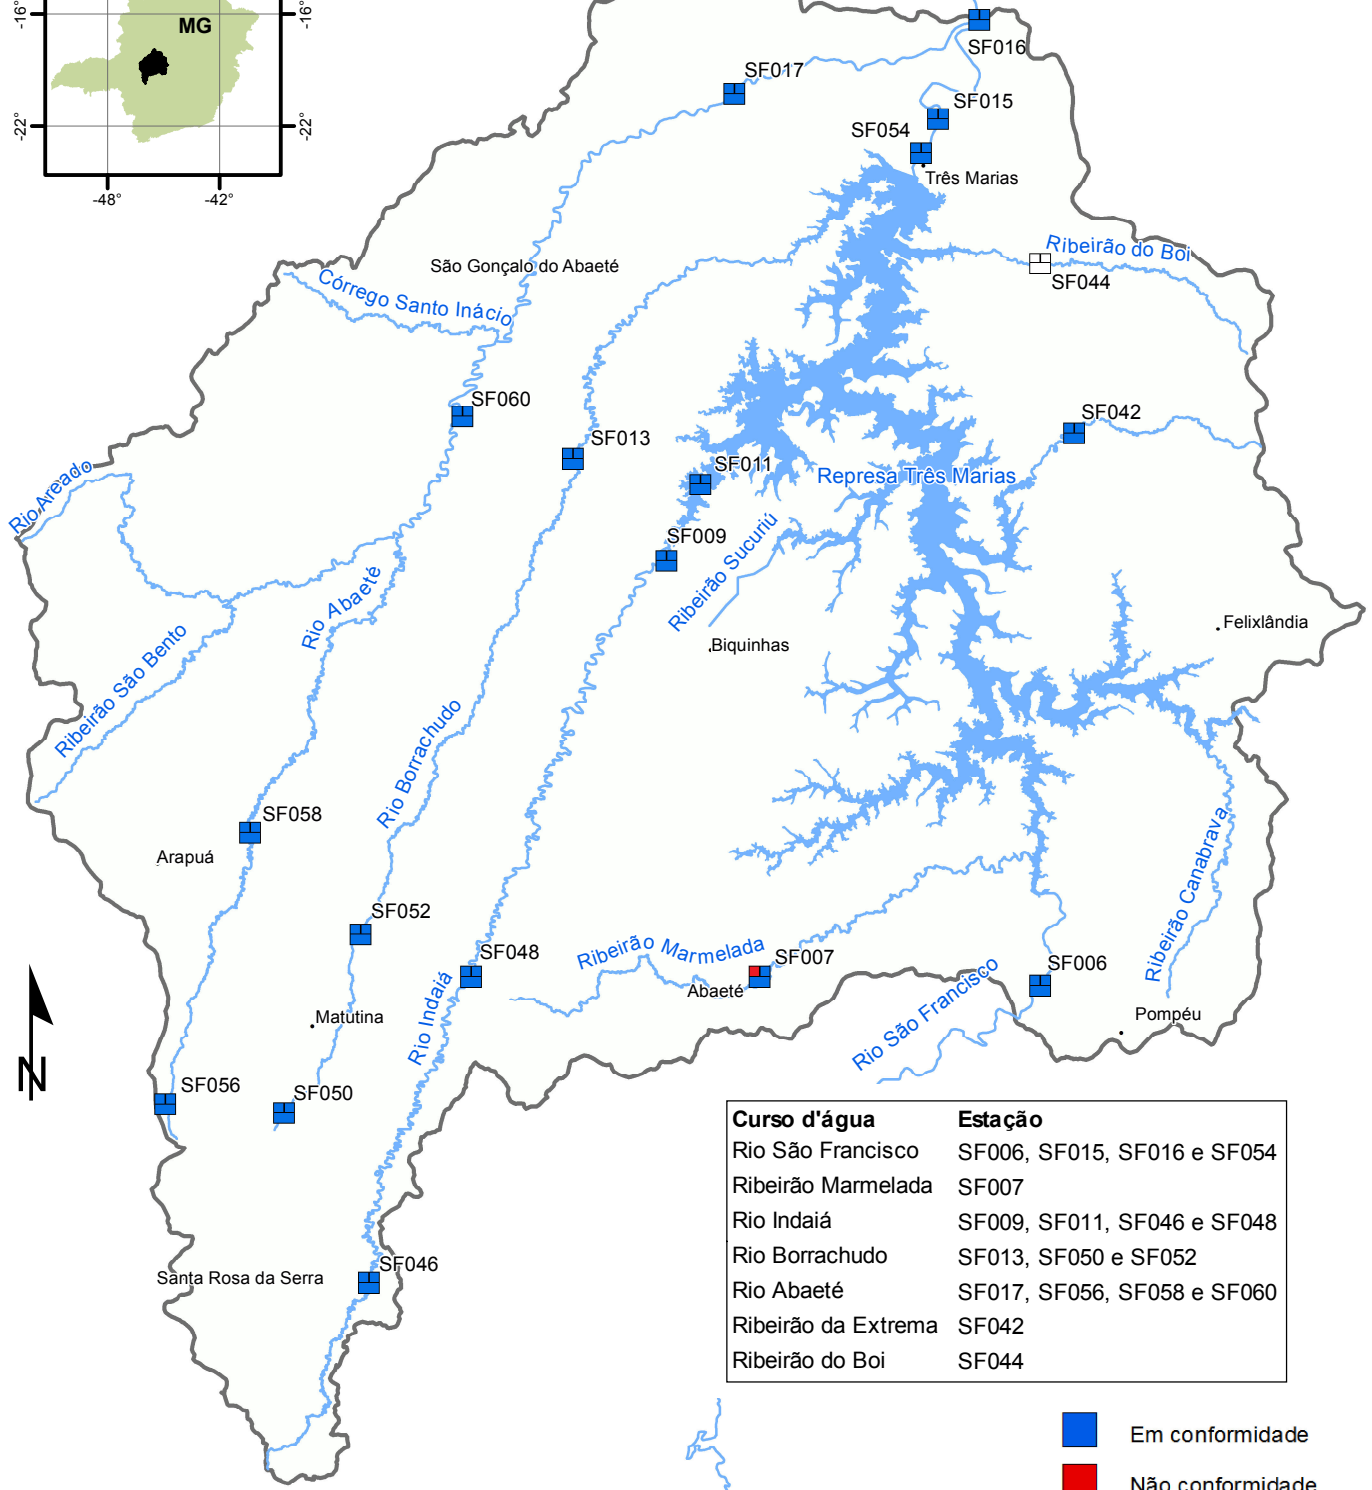 -16°
-16°
MG
-22°
-22°
-48°
-42°
SF016
SF017
SF015
SF054
Três Marias
Ribeirão do Boi
São Gonçalo do Abaeté
SF044
Córrego Santo Inácio
SF060
SF042
SF013
SF011
Represa Três Marias
Rio Areado
SF009
Ribeirão Sucuriú
Rio Abaeté
Felixlândia
Biquinhas
Ribeirão São Bento
Rio Borrachudo
SF058
Arapuá
Ribeirão Canabrava
SF052
SF048
Ribeirão Marmelada
SF007
SF006
Abaeté
Rio São Francisco
Rio Indaiá
Matutina
Pompéu
N
SF056
SF050
Curso d'água Estação
Rio São Francisco SF006, SF015, SF016 e SF054
Ribeirão Marmelada SF007
Rio Indaiá SF009, SF011, SF046 e SF048
Rio Borrachudo SF013, SF050 e SF052
Rio Abaeté SF017, SF056, SF058 e SF060
Ribeirão da Extrema SF042
Ribeirão do Boi SF044
SF046
Santa Rosa da Serra
Em conformidade
Não conformidade